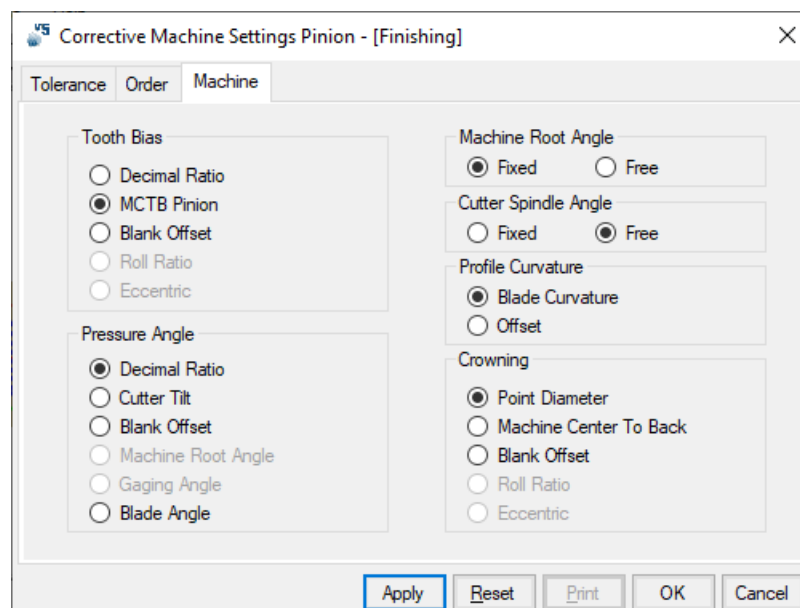 Corrective Machine Settings Pinion - [Finishing]
Tolerance Order Machine
Tooth Bias
Decimal Ratio
MCTB Pinion
Blank Offset
Roll Ratio
Eccentric
Pressure Angle
Decimal Ratio
Cutter Tilt
Blank Offset
Machine Root Angle
Gaging Angle
Blade Angle
Machine Root Angle
Fixed Free
Cutter Spindle Angle
Fixed Free
Profile Curvature
Blade Curvature
Offset
Crowning
Point Diameter
Machine Center To Back
Blank Offset
Roll Ratio
Eccentric
Apply Reset Print OK Cancel